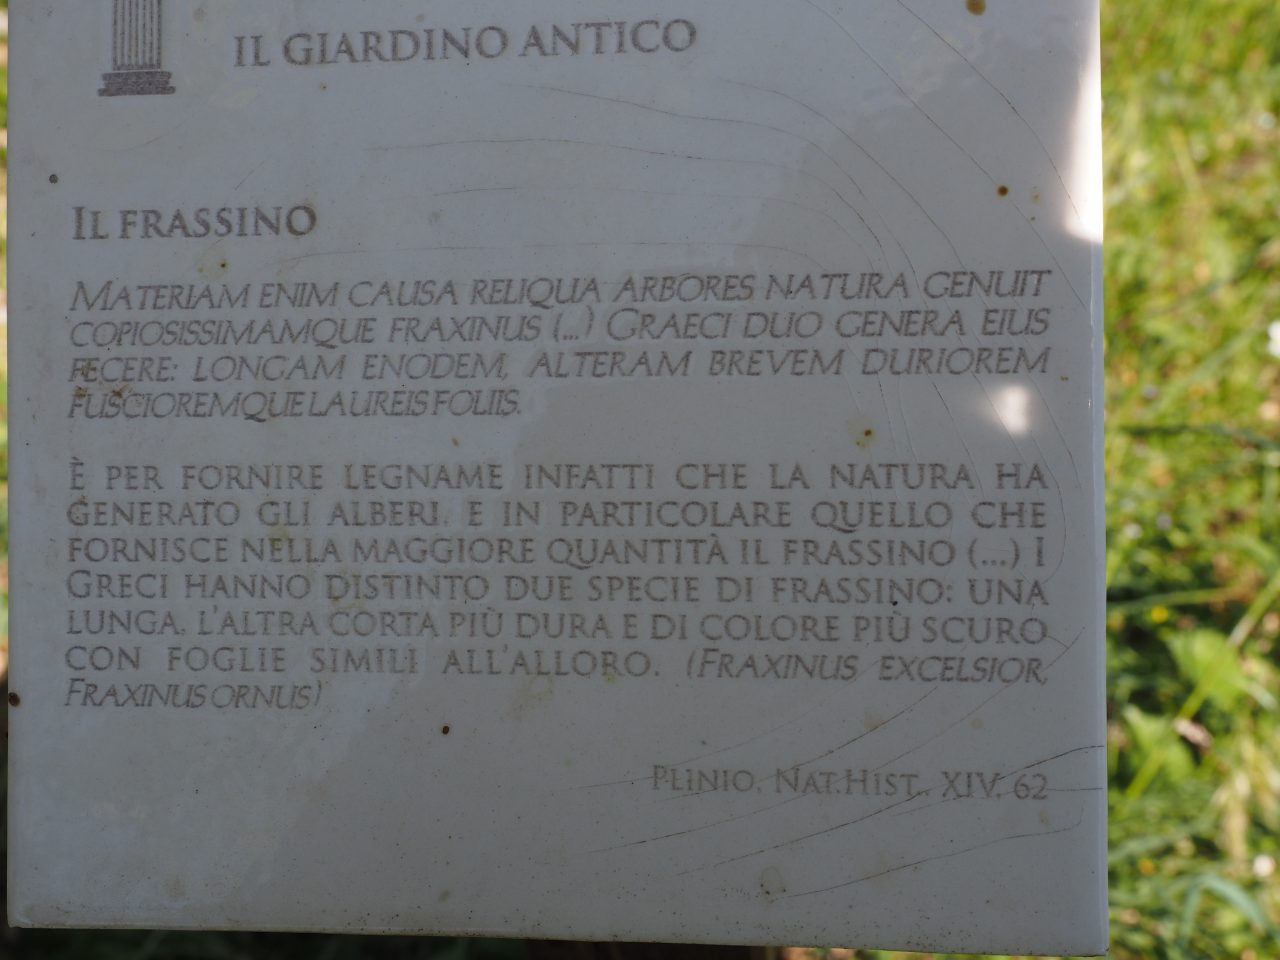 IL GIARDINO ANTICO
IL FRASSINO
MATERIAM ENIM CAUSA RELIQUA ARBORES NATURA GENUIT
COPIOSISSIMAMQUE FRAXINUS (...) GRAECI DUO GENERA EIUS
FECERE: LONGAM ENODEM, ALTERAM BREVEM DURIOREM
FUSCIOREMQUE LAUREIS FOLIIS.
È PER FORNIRE LEGNAME INFATTI CHE LA NATURA HA
GENERATO GLI ALBERI, E IN PARTICOLARE QUELLO CHE
FORNISCE NELLA MAGGIORE QUANTITÀ IL FRASSINO (...) I
GRECI HANNO DISTINTO DUE SPECIE DI FRASSINO: UNA
LUNGA, L'ALTRA CORTA PIÙ DURA E DI COLORE PIÙ SCURO
CON FOGLIE SIMILI ALL'ALLORO. (FRAXINUS EXCELSIOR,
FRAXINUS ORNUS)
PLINIO, NAT.HIST., XIV, 62